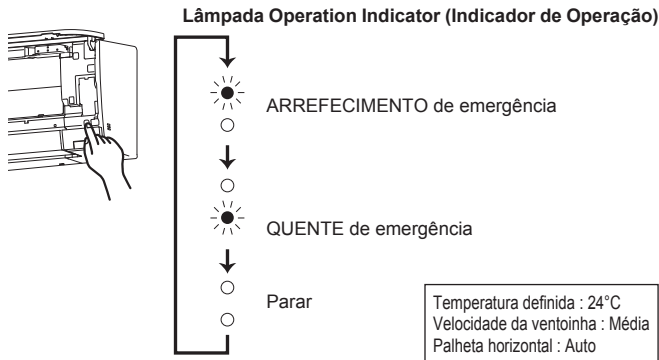 Lâmpada Operation Indicator (Indicador de Operação)
ARREFECIMENTO de emergência
QUENTE de emergência
Parar
Temperatura definida : 24°C
Velocidade da ventoinha : Média
Palheta horizontal : Auto